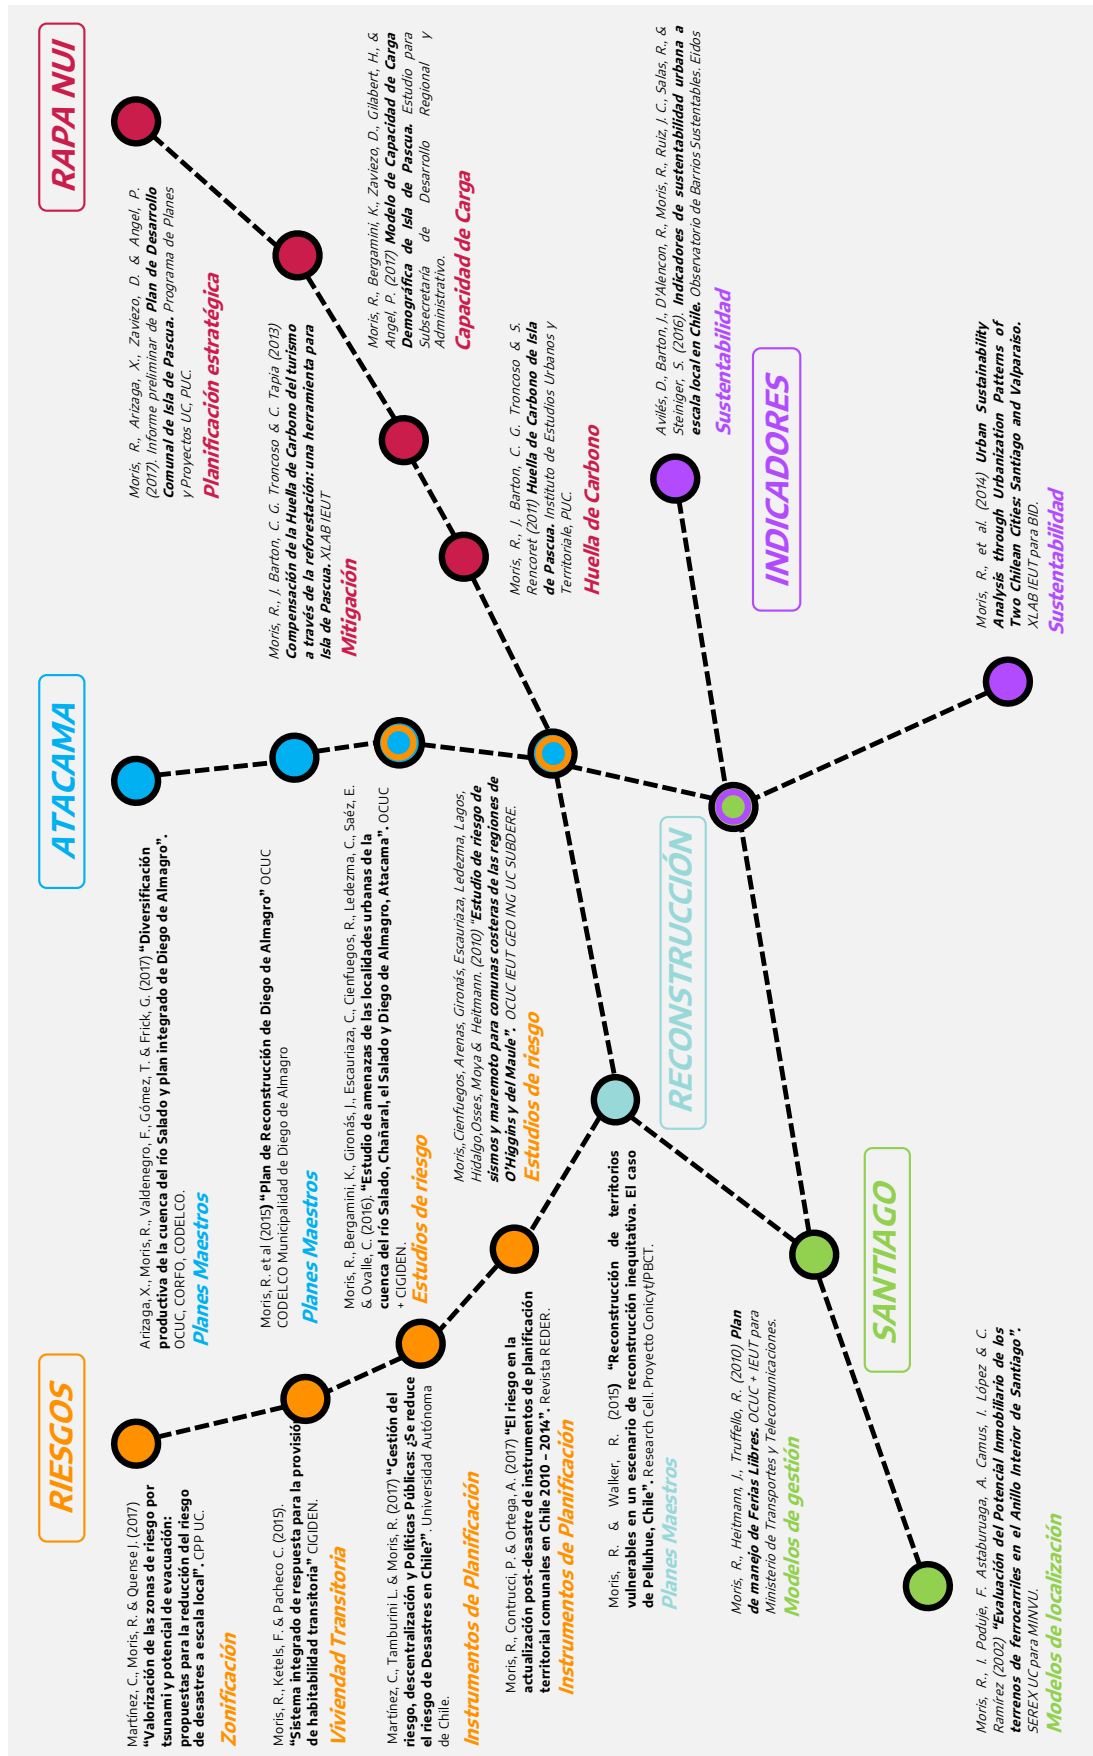 RIESGOS
ATACAMA
RAPA NUI
Martínez, C., Moris, R. & Quense J. (2017)
“Valorización de las zonas de riesgo por
tsunami y potencial de evacuación:
propuestas para la reducción del riesgo
de desastres a escala local”. CPP UC.
Zonificación
Arizaga,X., Moris, R., Valdenegro, F., Gómez, T. & Frick, G. (2017) “Diversificación
productiva de la cuenca del río Salado y plan integrado de Diego de Almagro”.
OCUC, CORFO, CODELCO.
Planes Maestros
Moris, R., Arizaga, X., Zaviezo, D. & Angel, P.
(2017). Informe preliminar de Plan de Desarrollo
Comunal de Isla de Pascua. Programa de Planes
y Proyectos UC, PUC.
Planificación estratégica
Moris, R., Ketels, F. & Pacheco C. (2015).
“Sistema integrado de respuesta para la provisió
de habitabilidad transitoria” CIGIDEN.
Viviendad Transitoria
Moris, R. et al (2015) “Plan de Reconstrucción de Diego de Almagro” OCUC
CODELCO Municipalidad de Diego de Almagro
Planes Maestros
Moris, R., J. Barton, C. G. Troncoso & C. Tapia (2013)
Compensación de la Huella de Carbono del turismo
a través de la reforestación: una herramienta para
Isla de Pascua. XLAB IEUT
Mitigación
Martínez, C., Tamburini L. & Moris, R. (2017) “Gestión del
riesgo, descentralización y Políticas Públicas: ¿Se reduce
el riesgo de Desastres en Chile?”. Universidad Autónoma
de Chile.
Instrumentos de Planificación
Moris, R., Bergamini, K., Gironás, J., Escauriaza, C., Cienfuegos, R., Ledezma, C., Saéz, E.
& Ovalle, C. (2016). “Estudio de amenazas de las localidades urbanas de la
cuenca del río Salado, Chañaral, el Salado y Diego de Almagro, Atacama”. OCUC
+ CIGIDEN.
Estudios de riesgo
Moris, R., Bergamini, K., Zaviezo, D., Gilabert, H., &
Angel, P. (2017) Modelo de Capacidad de Carga
Demográfica de Isla de Pascua. Estudio para
Subsecretaría de Desarrollo Regional y
Administrativo.
Capacidad de Carga
Moris, R., Contrucci, P. & Ortega, A. (2017) “El riesgo en la
actualización post-desastre de instrumentos de planificación
territorial comunales en Chile 2010 – 2014”. Revista REDER.
Instrumentos de Planificación
Moris,, Cienfuegos, Arenas, Gironás, Escauriaza, Ledezma, Lagos,
Hidalgo,Osses, Moya & Heitmann. (2010) “Estudio de riesgo de
sismos y maremoto para comunas costeras de las regiones de
O’Higgins y del Maule”. OCUC IEUT GEO ING UC SUBDERE.
Estudios de riesgo
Moris, R., J. Barton, C. G. Troncoso & S.
Rencoret (2011) Huella de Carbono de Isla
de Pascua. Instituto de Estudios Urbanos y
Territoriale, PUC.
Huella de Carbono
Moris, R. & Walker, R. (2015) “Reconstrucción de territorios
vulnerables en un escenario de reconstrucción inequitativa. El caso
de Pelluhue, Chile”. Research Cell. Proyecto Conicyt/PBCT.
Planes Maestros
RECONSTRUCCIÓN
Avilés, D., Barton, J., D’Alencon, R., Moris, R., Ruiz, J. C., Salas, R., &
Steiniger, S. (2016). Indicadores de sustentabilidad urbana a
escala local en Chile. Observatorio de Barrios Sustentables. Eidos
Sustentabilidad
INDICADORES
Moris, R., Heitmann, J., Truffello, R. (2010) Plan
de manejo de Ferias Liibres. OCUC + IEUT para
Ministerio de Transportes y Telecomunicaciones.
Modelos de gestión
SANTIAGO
Moris, R., I. Poduje, F. Astaburuaga, A. Camus, I. López & C.
Ramírez (2002) “Evaluación del Potencial Inmobiliario de los
terrenos de ferrocarriles en el Anillo Interior de Santiago”.
SEREX UC para MINVU.
Modelos de localización
Moris, R., et al. (2014) Urban Sustainability
Analysis through Urbanization Patterns of
Two Chilean Cities: Santiago and Valparaíso.
XLAB IEUT para BID.
Sustentabilidad